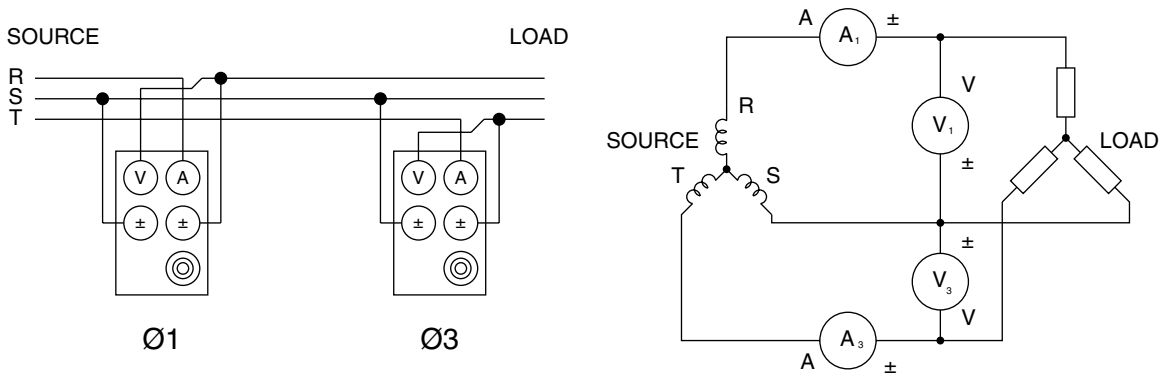 SOURCE
LOAD
R
S
T
V A
± ±
Ø1
V A
± ±
Ø3
A
A₁
±
R
V
V₁
±
SOURCE
LOAD
T
S
±
V₃
V
A
A₃
±